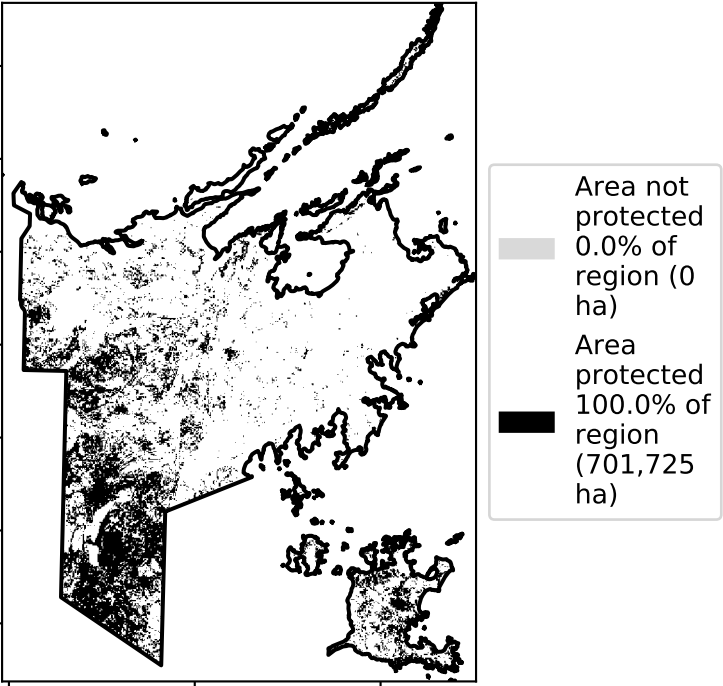 Area not
protected
0.0% of
region (0
ha)
Area
protected
100.0% of
region
(701,725
ha)